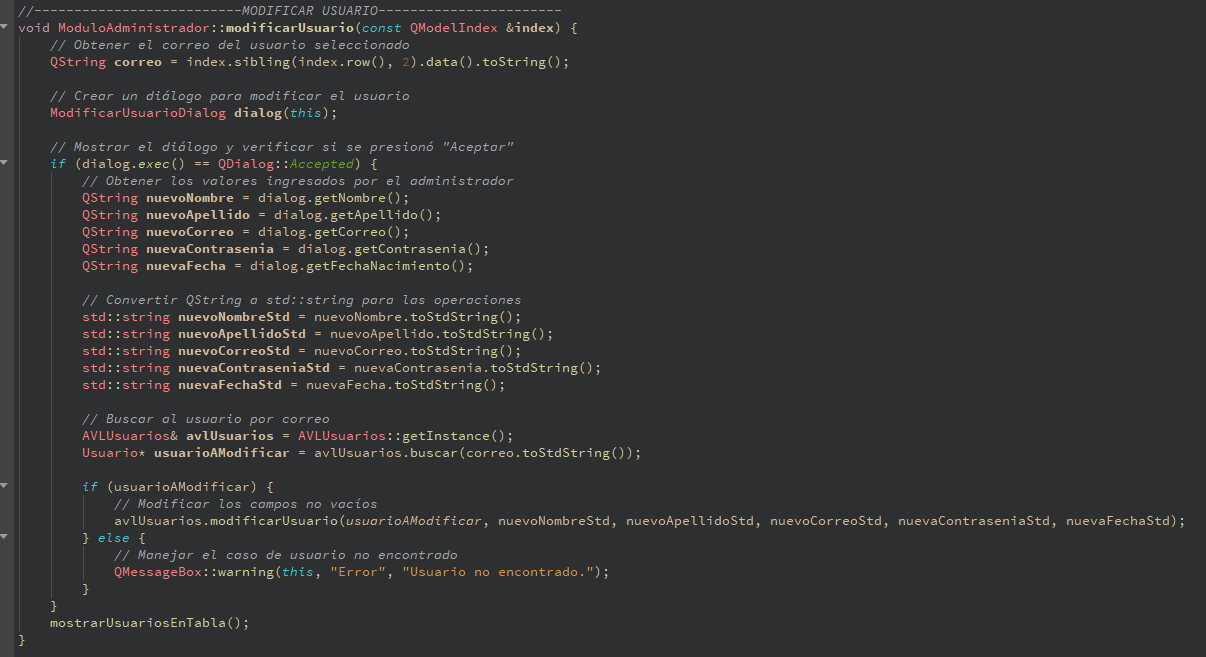 //--------------------------MODIFICAR USUARIO-----------------------
void ModuloAdministrador::modificarUsuario(const QModelIndex &index) {
    // Obtener el correo del usuario seleccionado
    QString correo = index.sibling(index.row(), 2).data().toString();

    // Crear un diálogo para modificar el usuario
    ModificarUsuarioDialog dialog(this);

    // Mostrar el diálogo y verificar si se presionó "Aceptar"
    if (dialog.exec() == QDialog::Accepted) {
        // Obtener los valores ingresados por el administrador
        QString nuevoNombre = dialog.getNombre();
        QString nuevoApellido = dialog.getApellido();
        QString nuevoCorreo = dialog.getCorreo();
        QString nuevaContrasenia = dialog.getContrasenia();
        QString nuevaFecha = dialog.getFechaNacimiento();

        // Convertir QString a std::string para las operaciones
        std::string nuevoNombreStd = nuevoNombre.toStdString();
        std::string nuevoApellidoStd = nuevoApellido.toStdString();
        std::string nuevoCorreoStd = nuevoCorreo.toStdString();
        std::string nuevaContraseniaStd = nuevaContrasenia.toStdString();
        std::string nuevaFechaStd = nuevaFecha.toStdString();

        // Buscar al usuario por correo
        AVLUsuarios& avlUsuarios = AVLUsuarios::getInstance();
        Usuario* usuarioAModificar = avlUsuarios.buscar(correo.toStdString());

        if (usuarioAModificar) {
            // Modificar los campos no vacíos
            avlUsuarios.modificarUsuario(usuarioAModificar, nuevoNombreStd, nuevoApellidoStd, nuevoCorreoStd, nuevaContraseniaStd, nuevaFechaStd);
        } else {
            // Manejar el caso de usuario no encontrado
            QMessageBox::warning(this, "Error", "Usuario no encontrado.");
        }
    }
    mostrarUsuariosEnTabla();
}